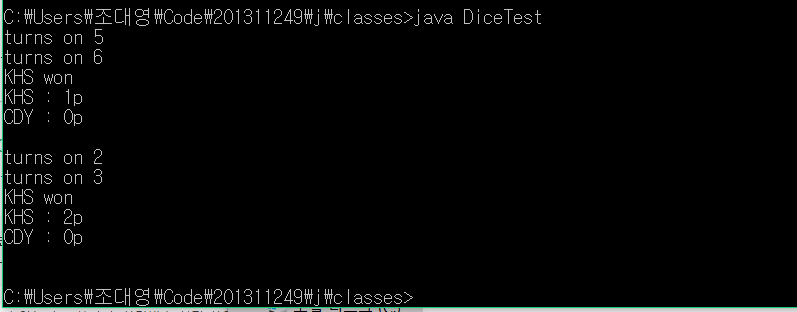 C:₩Users₩조대영₩Code₩201311249₩j₩classes>java DiceTest
turns on 5
turns on 6
KHS won
KHS : 1p
CDY : 0p
turns on 2
turns on 3
KHS won
KHS : 2p
CDY : 0p
C:₩Users₩조대영₩Code₩201311249₩j₩classes>